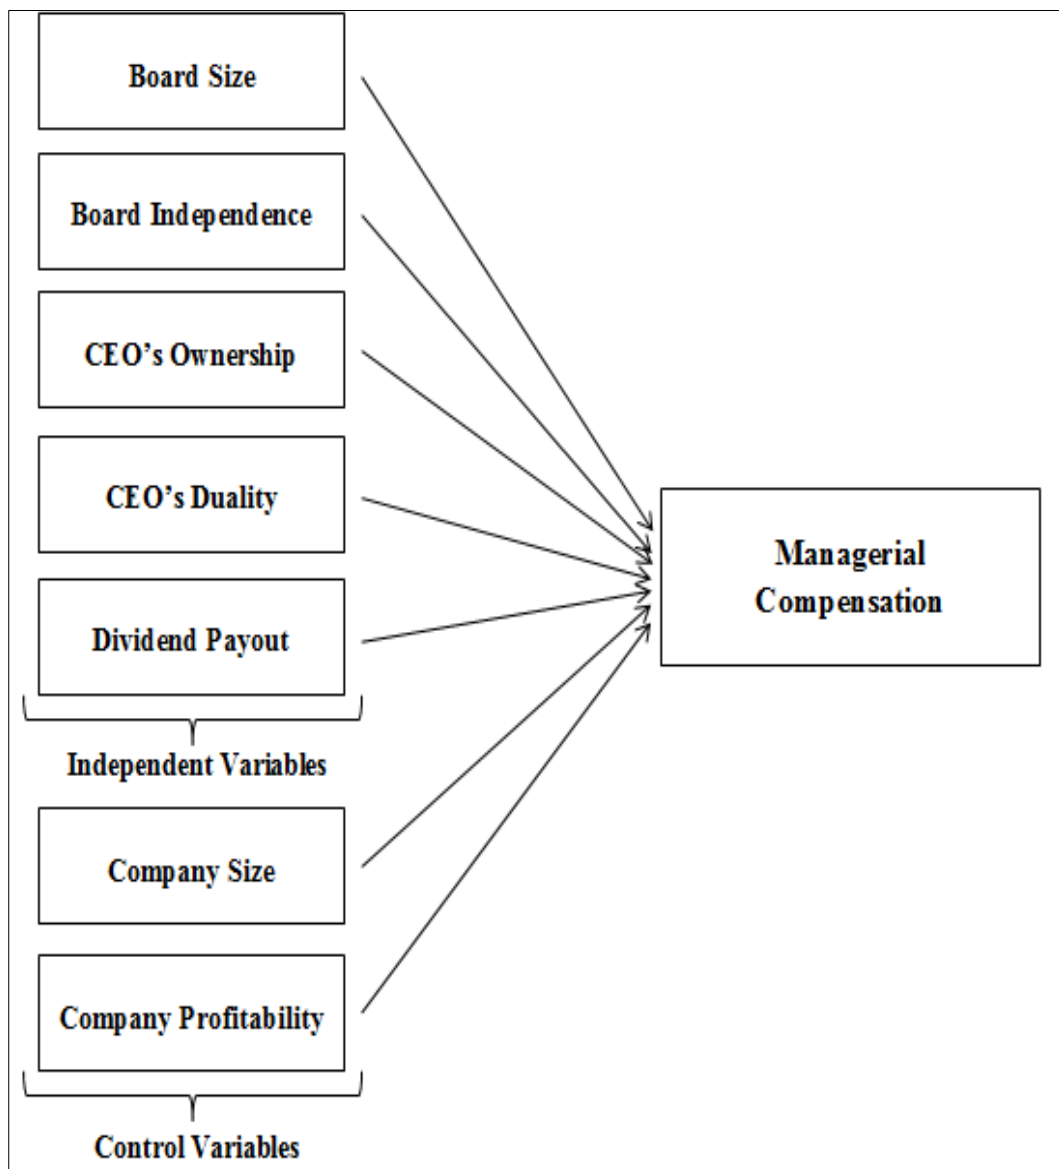 Board Size
Board Independence
CEO’s Ownership
CEO’s Duality
Dividend Payout
Independent Variables
Company Size
Company Profitability
Control Variables
Managerial
Compensation